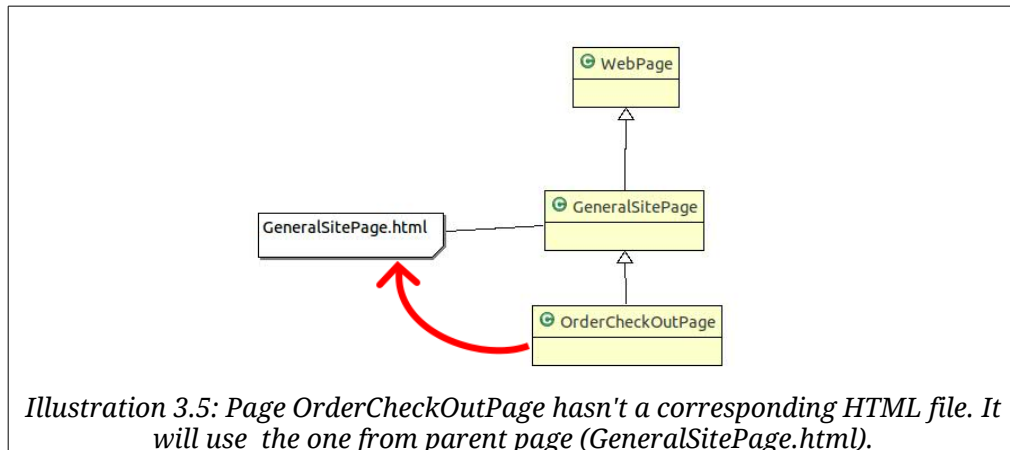 C WebPage
C GeneralSitePage
GeneralSitePage.html
C OrderCheckOutPage
Illustration 3.5: Page OrderCheckOutPage hasn't a corresponding HTML file. It
will use  the one from parent page (GeneralSitePage.html).